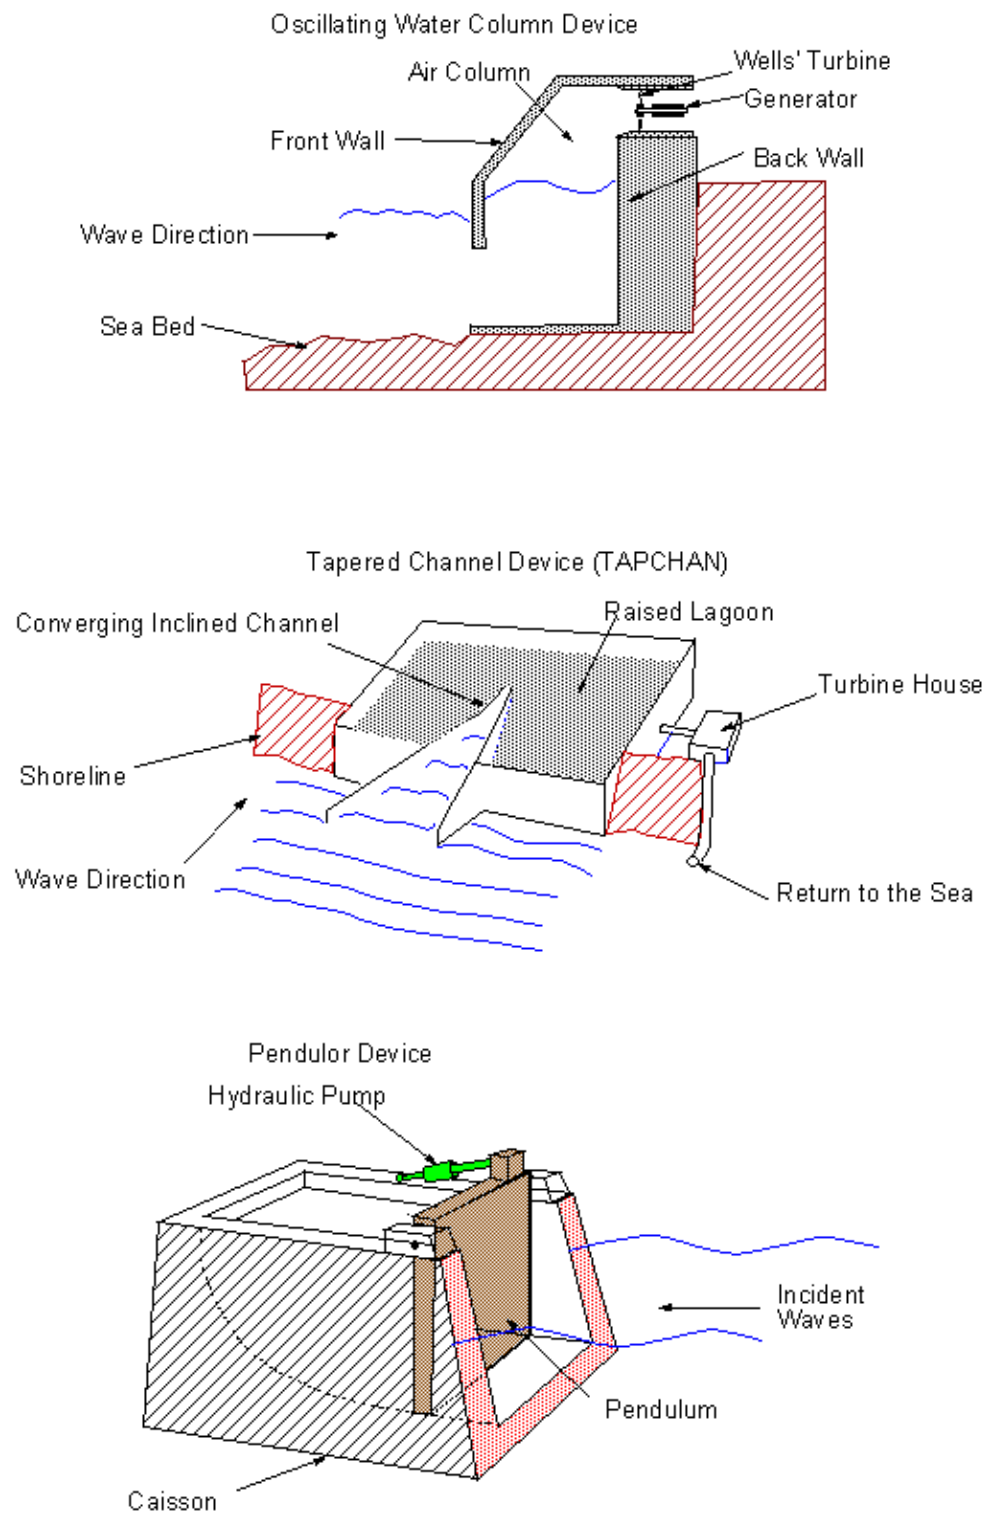 Oscillating Water Column Device
Wells' Turbine
Air Column
Generator
Front Wall
Back Wall
Wave Direction
Sea Bed
Tapered Channel Device (TAPCHAN)
Raised Lagoon
Converging Inclined Channel
Turbine House
Shoreline
Wave Direction
Return to the Sea
Pendulor Device
Hydraulic Pump
Incident
Waves
Pendulum
Caisson